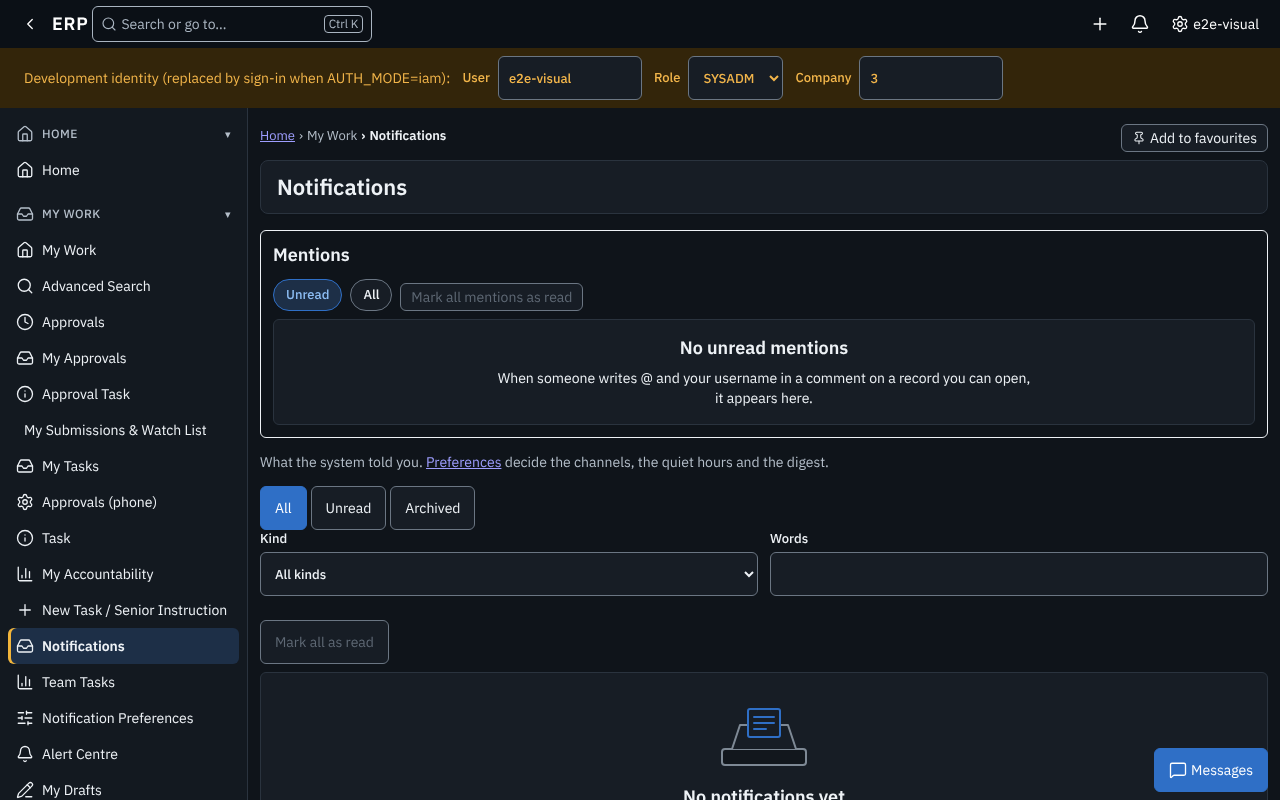 ERP
Search or go to...
Ctrl K
e2e-visual
Development identity (replaced by sign-in when AUTH_MODE=iam):
User
e2e-visual
Role
SYSADM
Company
3
HOME
Home
MY WORK
My Work
Advanced Search
Approvals
My Approvals
Approval Task
My Submissions & Watch List
My Tasks
Approvals (phone)
Task
My Accountability
New Task / Senior Instruction
Notifications
Team Tasks
Notification Preferences
Alert Centre
My Drafts
Home › My Work › Notifications
Add to favourites
Notifications
Mentions
Unread
All
Mark all mentions as read
No unread mentions
When someone writes @ and your username in a comment on a record you can open,
it appears here.
What the system told you. Preferences decide the channels, the quiet hours and the digest.
All
Unread
Archived
Kind
All kinds
Words
Mark all as read
No notifications yet
Messages